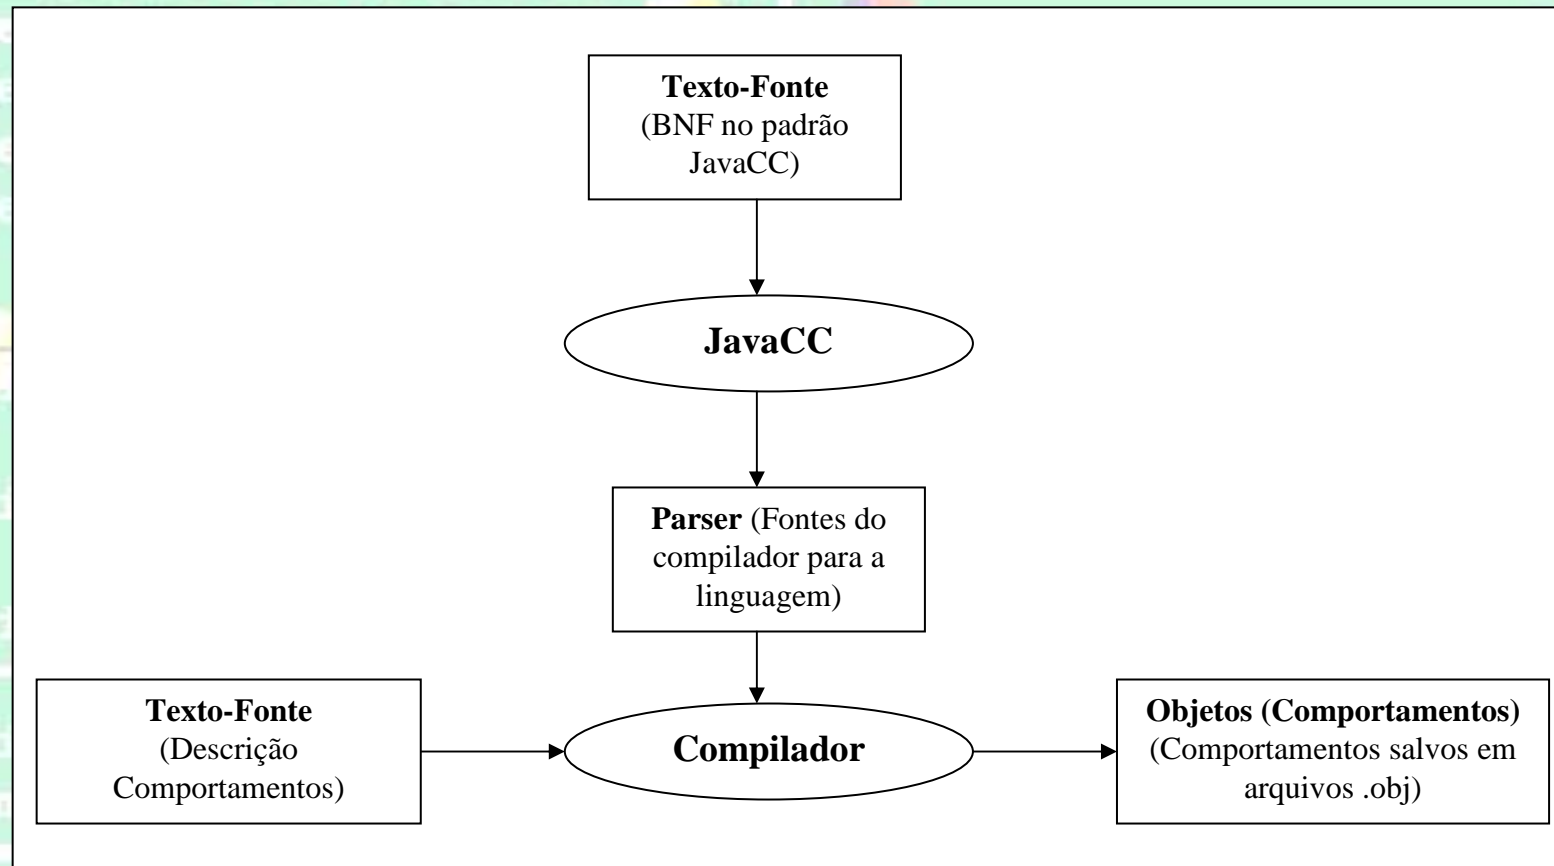 Texto-Fonte
(BNF no padrão
JavaCC)
JavaCC
Parser (Fontes do
compilador para a
linguagem)
Texto-Fonte
(Descrição
Comportamentos)
Compilador
Objetos (Comportamentos)
(Comportamentos salvos em
arquivos .obj)